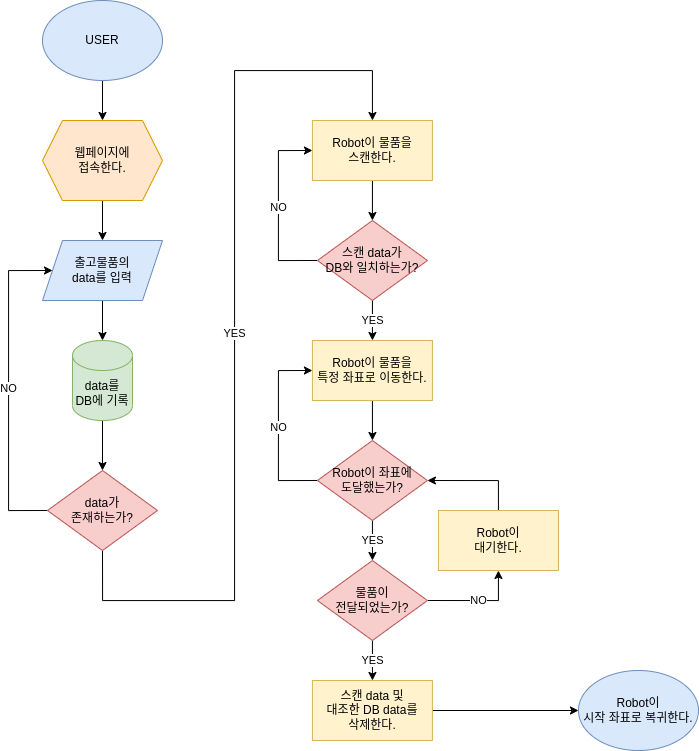 USER
웹페이지에
접속한다.
출고물품의
data를 입력
data를
DB에 기록
data가
존재하는가?
NO
YES
Robot이 물품을
스캔한다.
스캔 data가
DB와 일치하는가?
NO
YES
Robot이 물품을
특정 좌표로 이동한다.
Robot이 좌표에
도달했는가?
NO
YES
Robot이
대기한다.
물품이
전달되었는가?
NO
YES
스캔 data 및
대조한 DB data를
삭제한다.
Robot이
시작 좌표로 복귀한다.